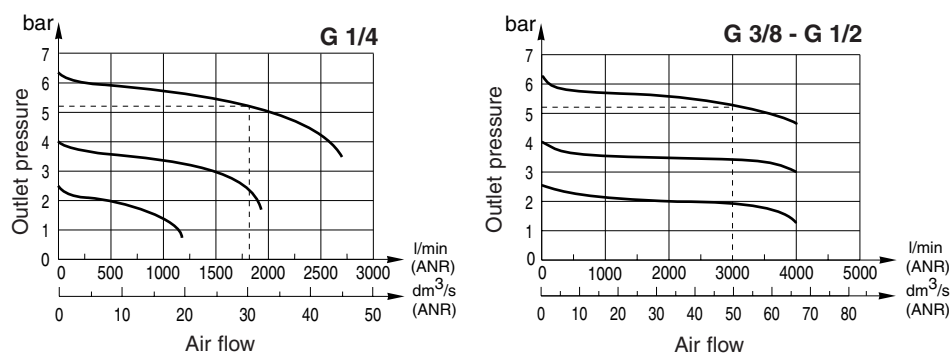 bar
G 1/4
7
6
5
4
3
2
1
0
Outlet pressure
0 500 1000 1500 2000 2500 3000
l/min
(ANR)
dm³/s
(ANR)
0 10 20 30 40 50
Air flow
bar
G 3/8 - G 1/2
7
6
5
4
3
2
1
0
Outlet pressure
0 1000 2000 3000 4000 5000
l/min
(ANR)
dm³/s
(ANR)
0 10 20 30 40 50 60 70 80
Air flow